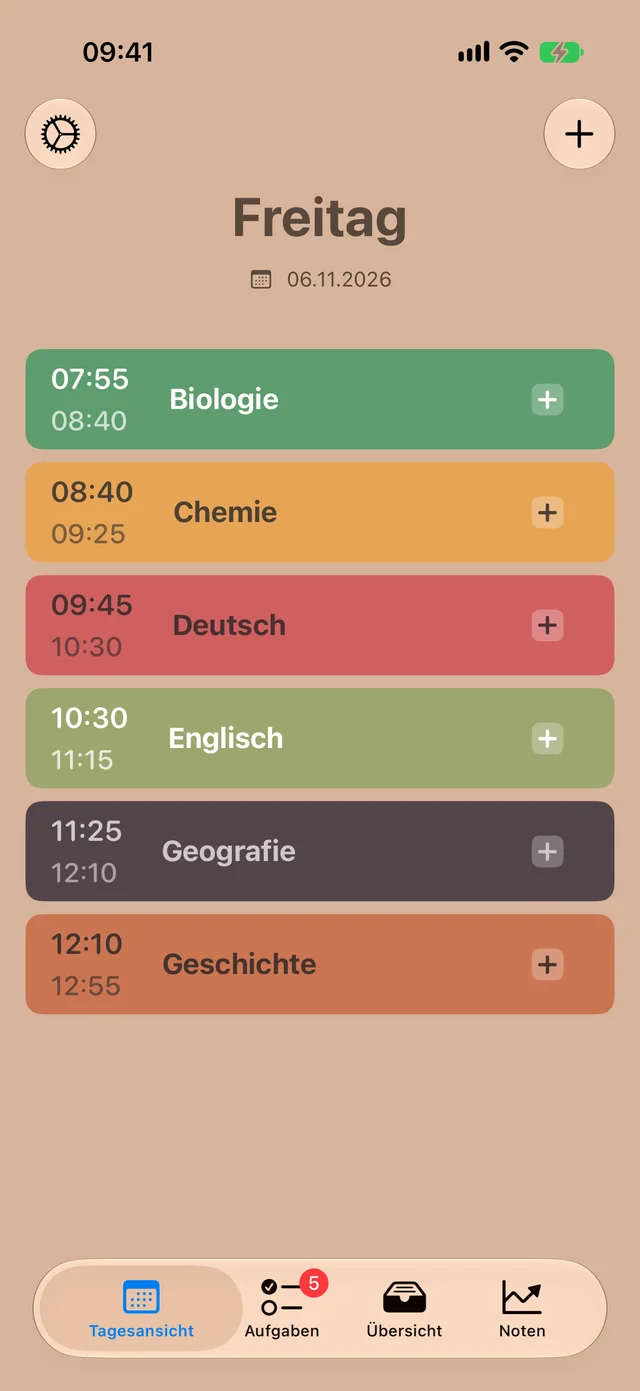 09:41
Freitag
06.11.2026
07:55
Biologie
08:40
08:40
Chemie
09:25
09:45
Deutsch
10:30
10:30
Englisch
11:15
11:25
Geografie
12:10
12:10
Geschichte
12:55
5
Tagesansicht
Aufgaben
Übersicht
Noten